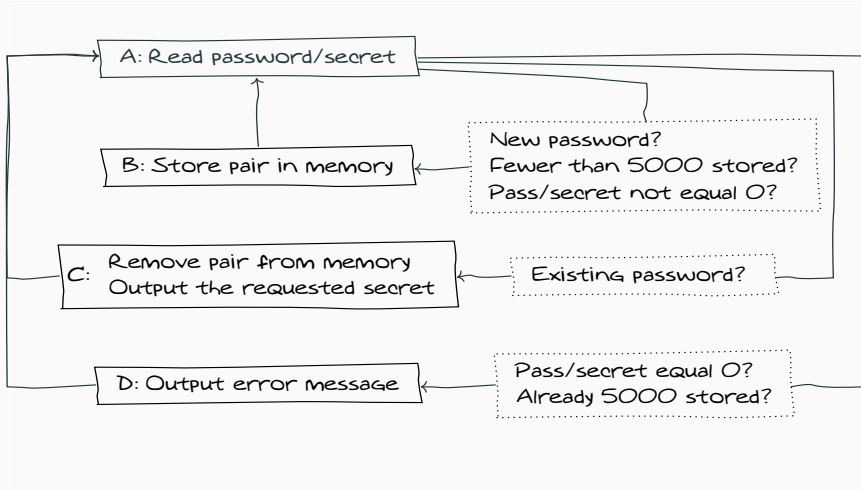 A: Read password/secret
New password?
Fewer than 5000 stored?
Pass/secret not equal 0?
B: Store pair in memory
C: Remove pair from memory
Output the requested secret
Existing password?
D: Output error message
Pass/secret equal 0?
Already 5000 stored?